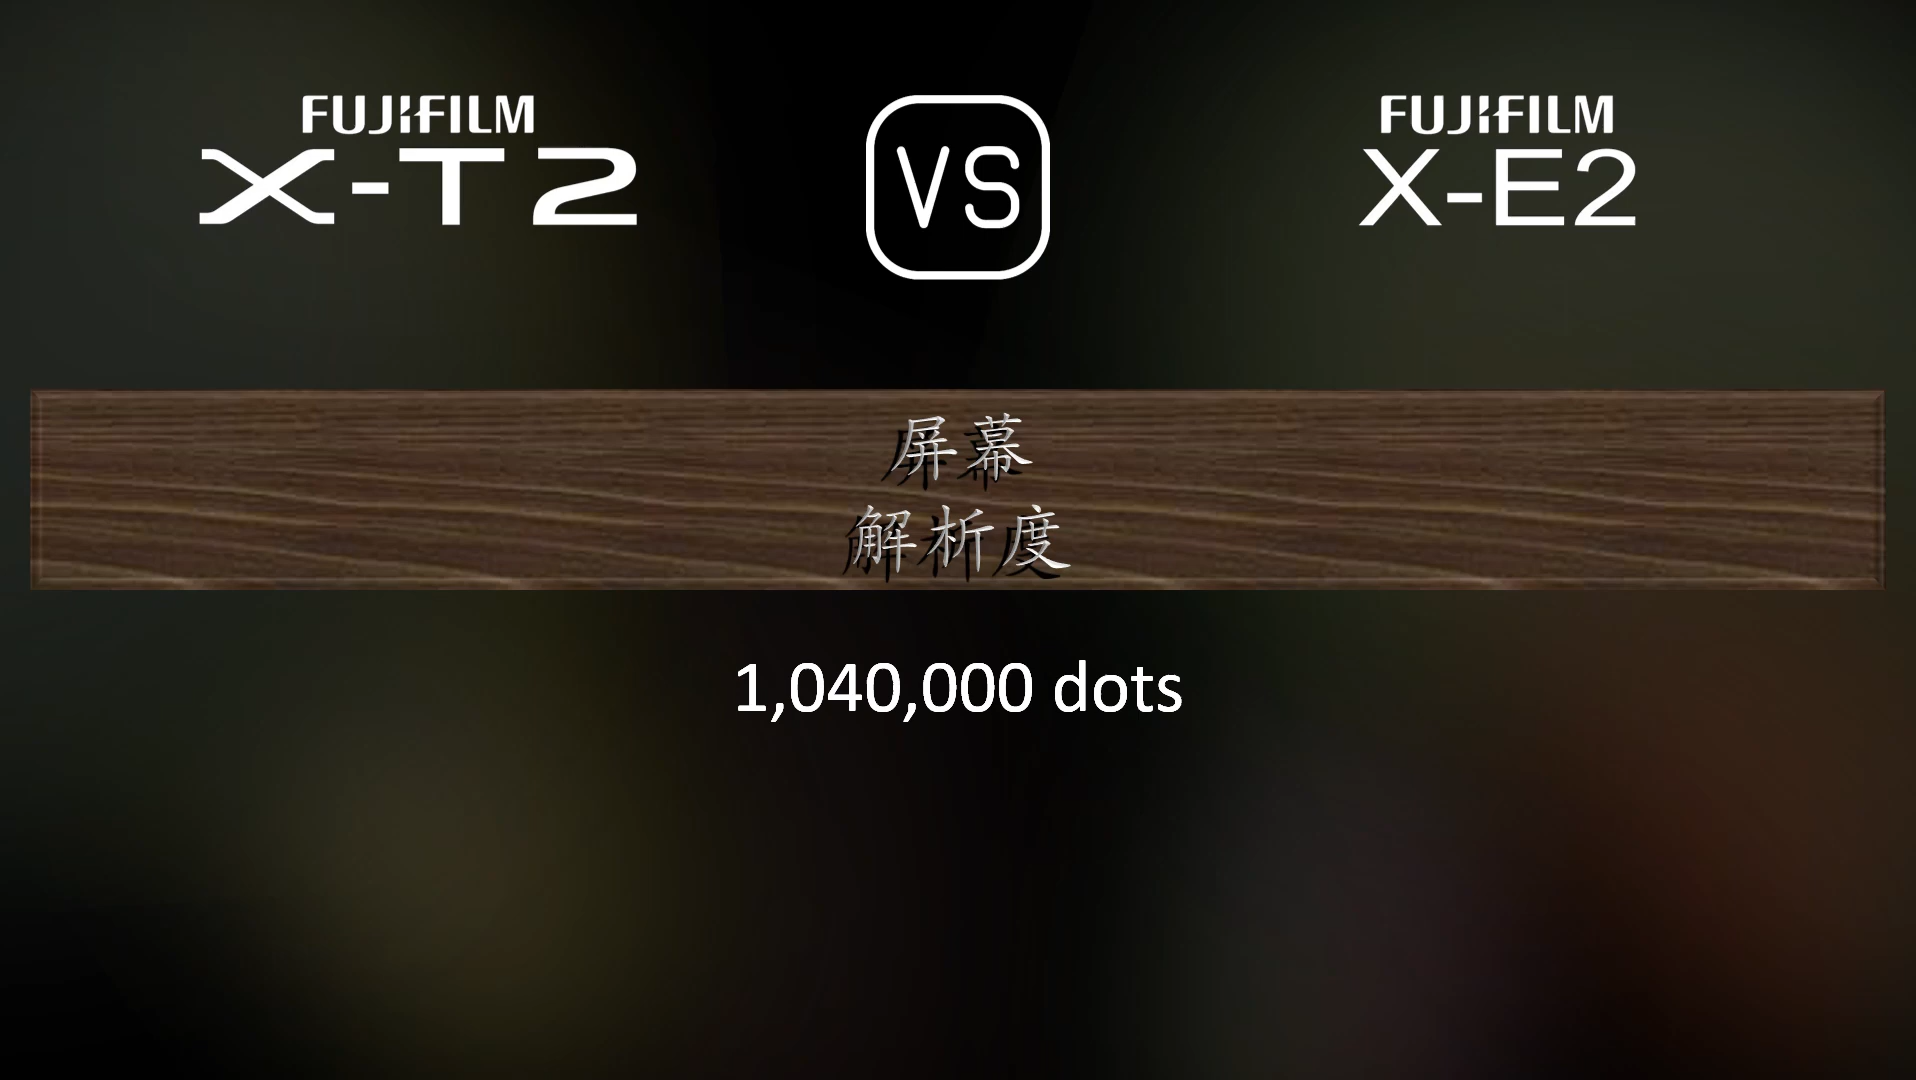 FUJIFILM
X-T2
VS
FUJIFILM
X-E2
屏幕
解析度
1,040,000 dots